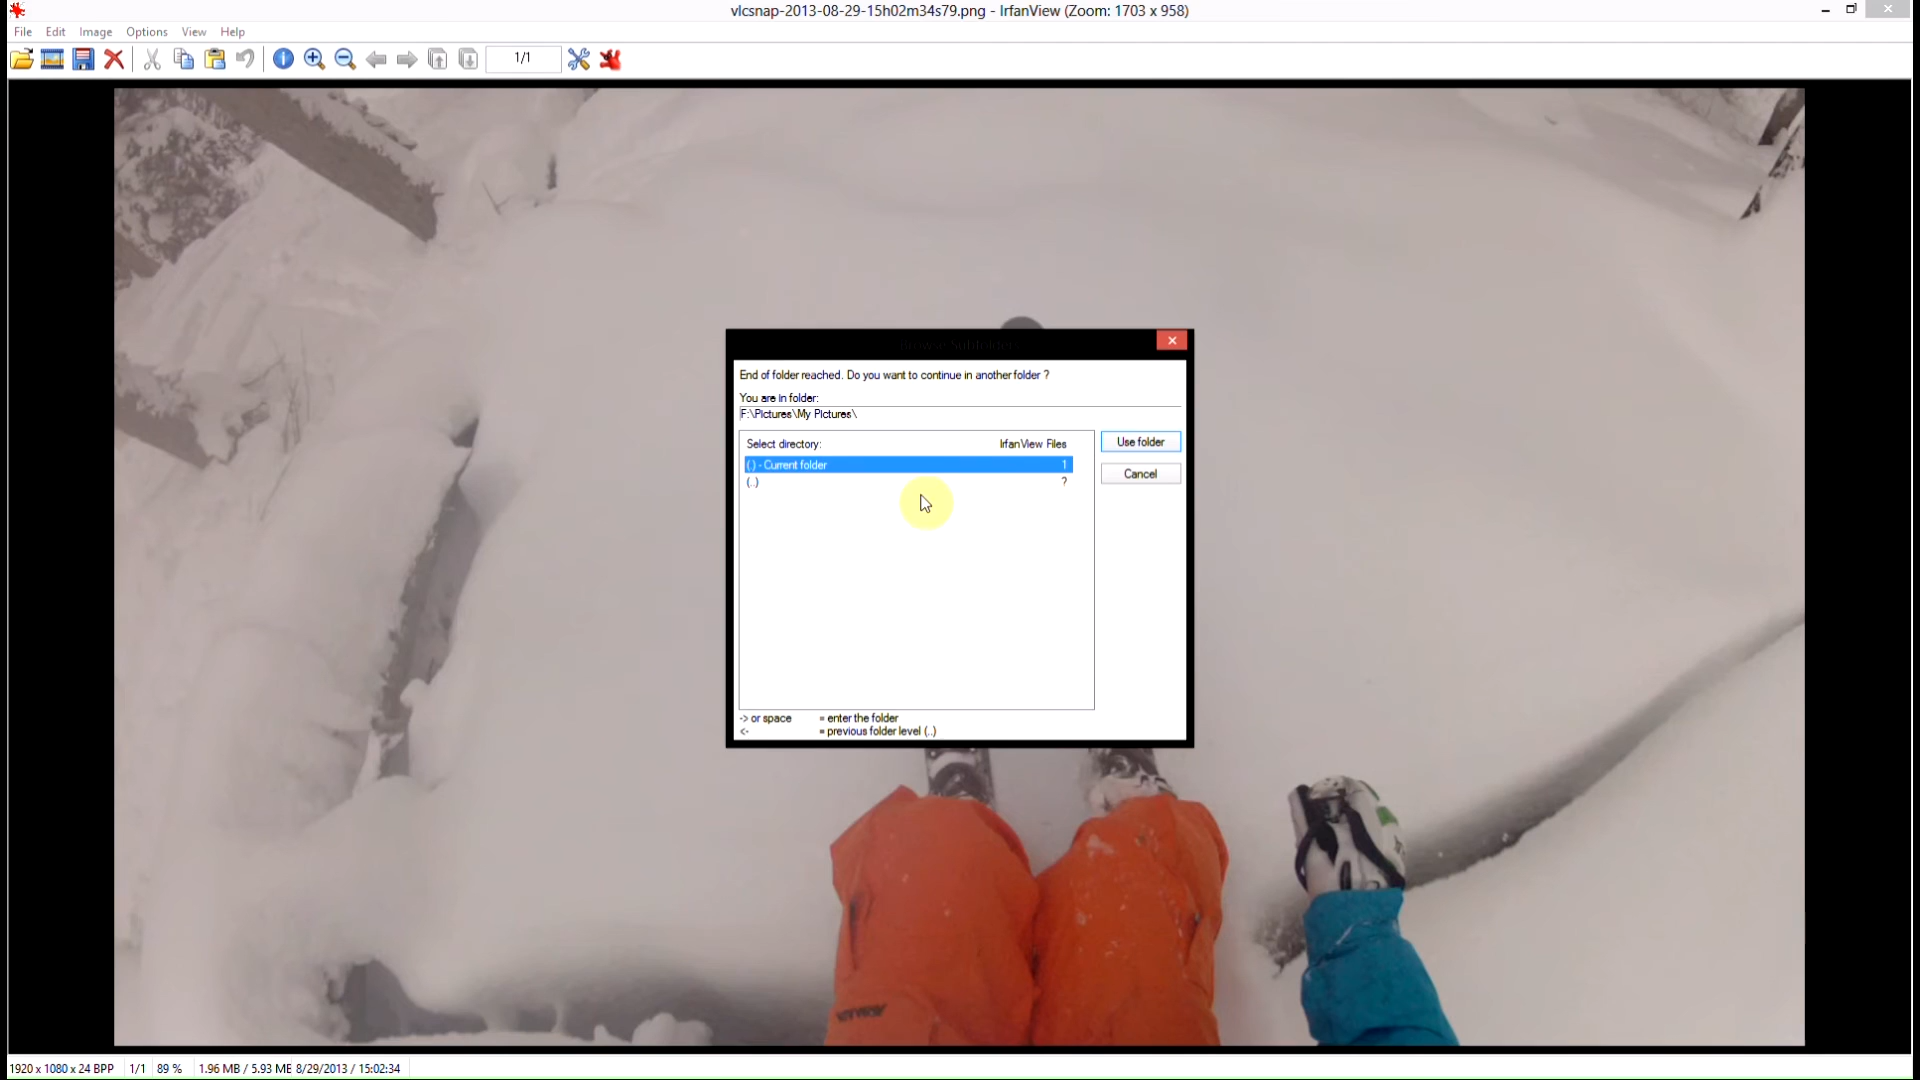 vlcsnap-2013-08-29-15h02m34s79.png - IrfanView (Zoom: 1703 x 958)
File Edit Image Options View Help
1/1
Browse Subfolder
End of folder reached. Do you want to continue in another folder ?
You are in folder:
F:\Pictures\My Pictures\
Select directory: IrfanView Files
(.) - Current folder 1
(..) ?
Use folder
Cancel
-> or space = enter the folder
<- = previous folder level (..)
1920 x 1080 x 24 BPP 1/1 89 % 1.96 MB / 5.93 ME 8/29/2013 / 15:02:34